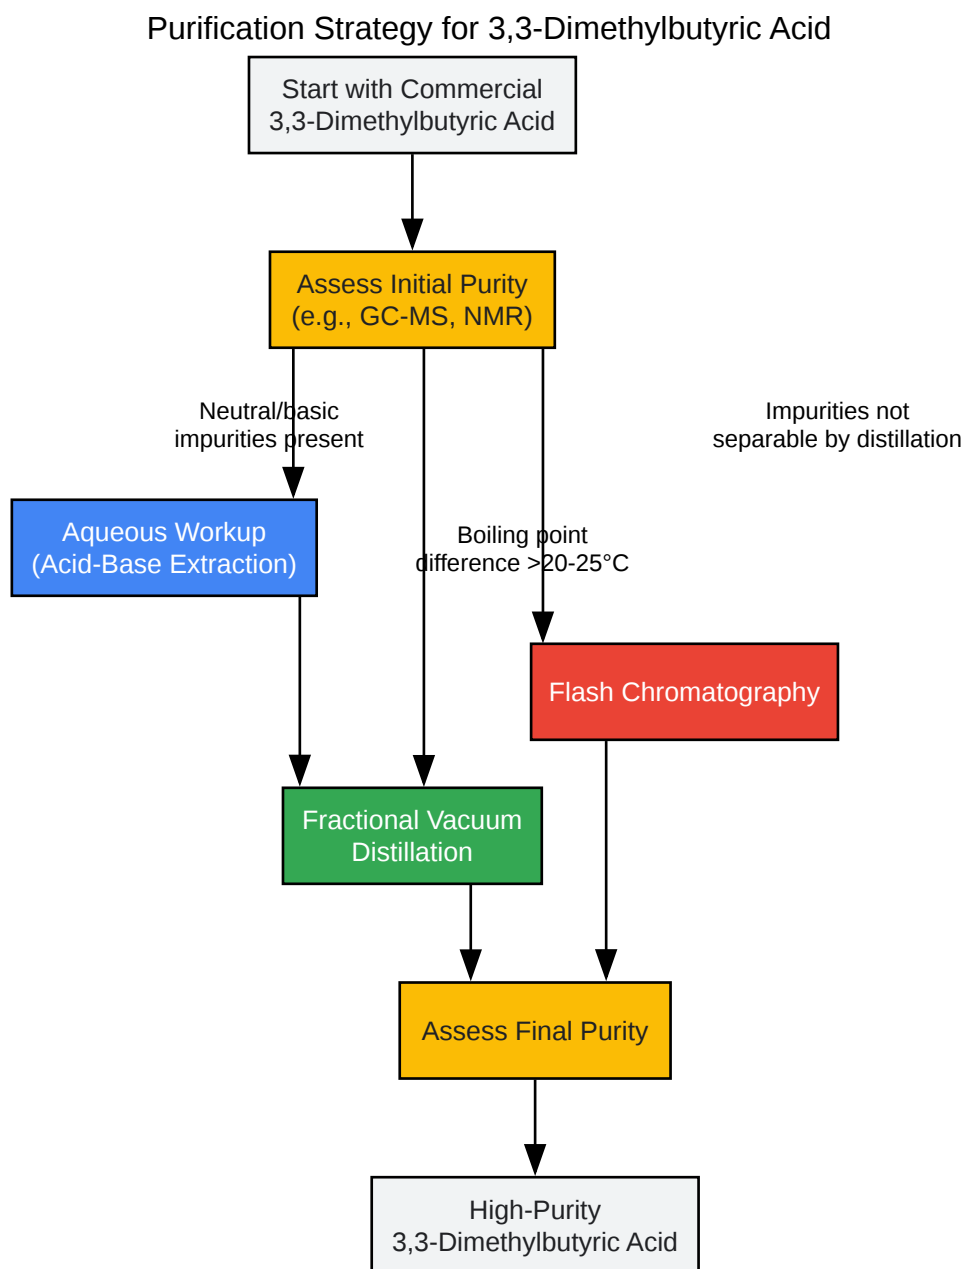 Purification Strategy for 3,3-Dimethylbutyric Acid
Start with Commercial
3,3-Dimethylbutyric Acid
Assess Initial Purity
(e.g., GC-MS, NMR)
Neutral/basic
impurities present
Impurities not
separable by distillation
Aqueous Workup
(Acid-Base Extraction)
Boiling point
difference >20-25°C
Flash Chromatography
Fractional Vacuum
Distillation
Assess Final Purity
High-Purity
3,3-Dimethylbutyric Acid